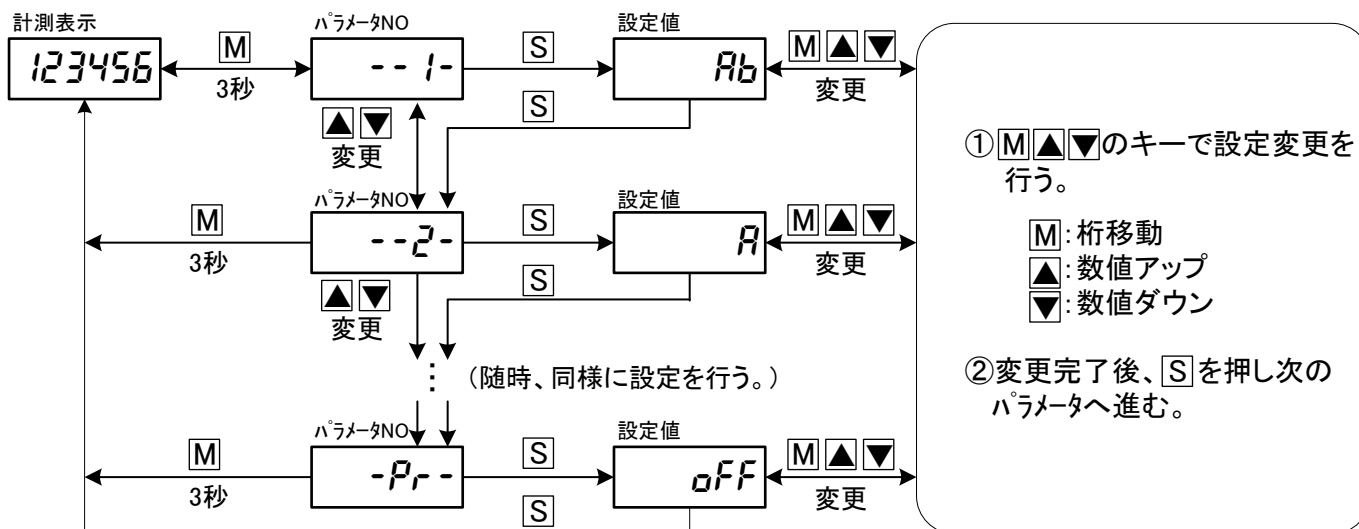 計測表示
123456
M
3秒
パラメータNO
--1-
S
設定値
Ab
M▲▼
変更
S
▲▼
変更
パラメータNO
--2-
M
3秒
S
設定値
A
M▲▼
変更
S
▲▼
変更
⋮ (随時、同様に設定を行う。)
パラメータNO
-Pr-
M
3秒
S
設定値
oFF
M▲▼
変更
S
①M▲▼のキーで設定変更を
行う。
M:桁移動
▲:数値アップ
▼:数値ダウン
②変更完了後、Sを押し次の
パラメータへ進む。